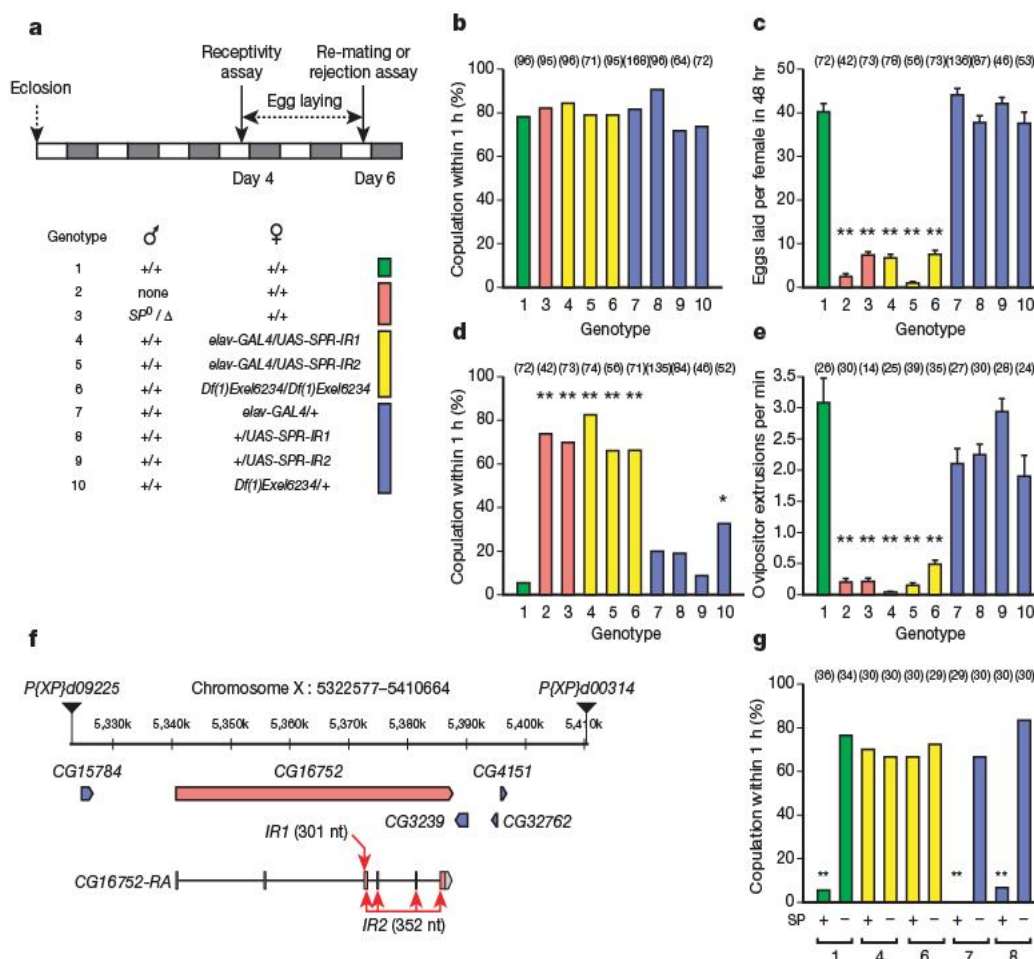 a
Eclosion
Receptivity assay
Re-mating or rejection assay
Egg laying
Day 4
Day 6
Genotype ♂ ♀
1 +/+ +/+
2 none +/+
3 SP⁰ / Δ +/+
4 +/+ elav-GAL4/UAS-SPR-IR1
5 +/+ elav-GAL4/UAS-SPR-IR2
6 +/+ Df(1)Exel6234/Df(1)Exel6234
7 +/+ elav-GAL4/+
8 +/+ +/UAS-SPR-IR1
9 +/+ +/UAS-SPR-IR2
10 +/+ Df(1)Exel6234/+
b
(96) (95) (96) (71) (95) (168) (96) (64) (72)
Copulation within 1 h (%)
100
80
60
40
20
0
1 3 4 5 6 7 8 9 10
Genotype
c
(72) (42) (73) (78) (56) (73) (136) (87) (46) (53)
Eggs laid per female in 48 hr
50
40
30
20
10
0
** ** ** ** **
1 2 3 4 5 6 7 8 9 10
Genotype
d
(72) (42) (73) (74) (56) (71) (135) (84) (46) (52)
Copulation within 1 h (%)
100
80
60
40
20
0
** ** ** ** ** *
1 2 3 4 5 6 7 8 9 10
Genotype
e
(26) (30) (14) (25) (39) (35) (27) (30) (28) (24)
Ovipositor extrusions per min
3.5
3.0
2.5
2.0
1.5
1.0
0.5
0
** ** ** ** **
1 2 3 4 5 6 7 8 9 10
Genotype
f
P{XP}d09225
Chromosome X : 5322577–5410664
P{XP}d00314
5,330k 5,340k 5,350k 5,360k 5,370k 5,380k 5,390k 5,400k 5,410k
CG15784 CG16752 CG4151
CG3239 CG32762
IR1 (301 nt)
CG16752-RA
IR2 (352 nt)
g
(36) (34) (30) (30) (30) (29) (29) (30) (30) (30)
Copulation within 1 h (%)
100
80
60
40
20
0
** ** **
SP + − + − + − + − + −
1 4 6 7 8